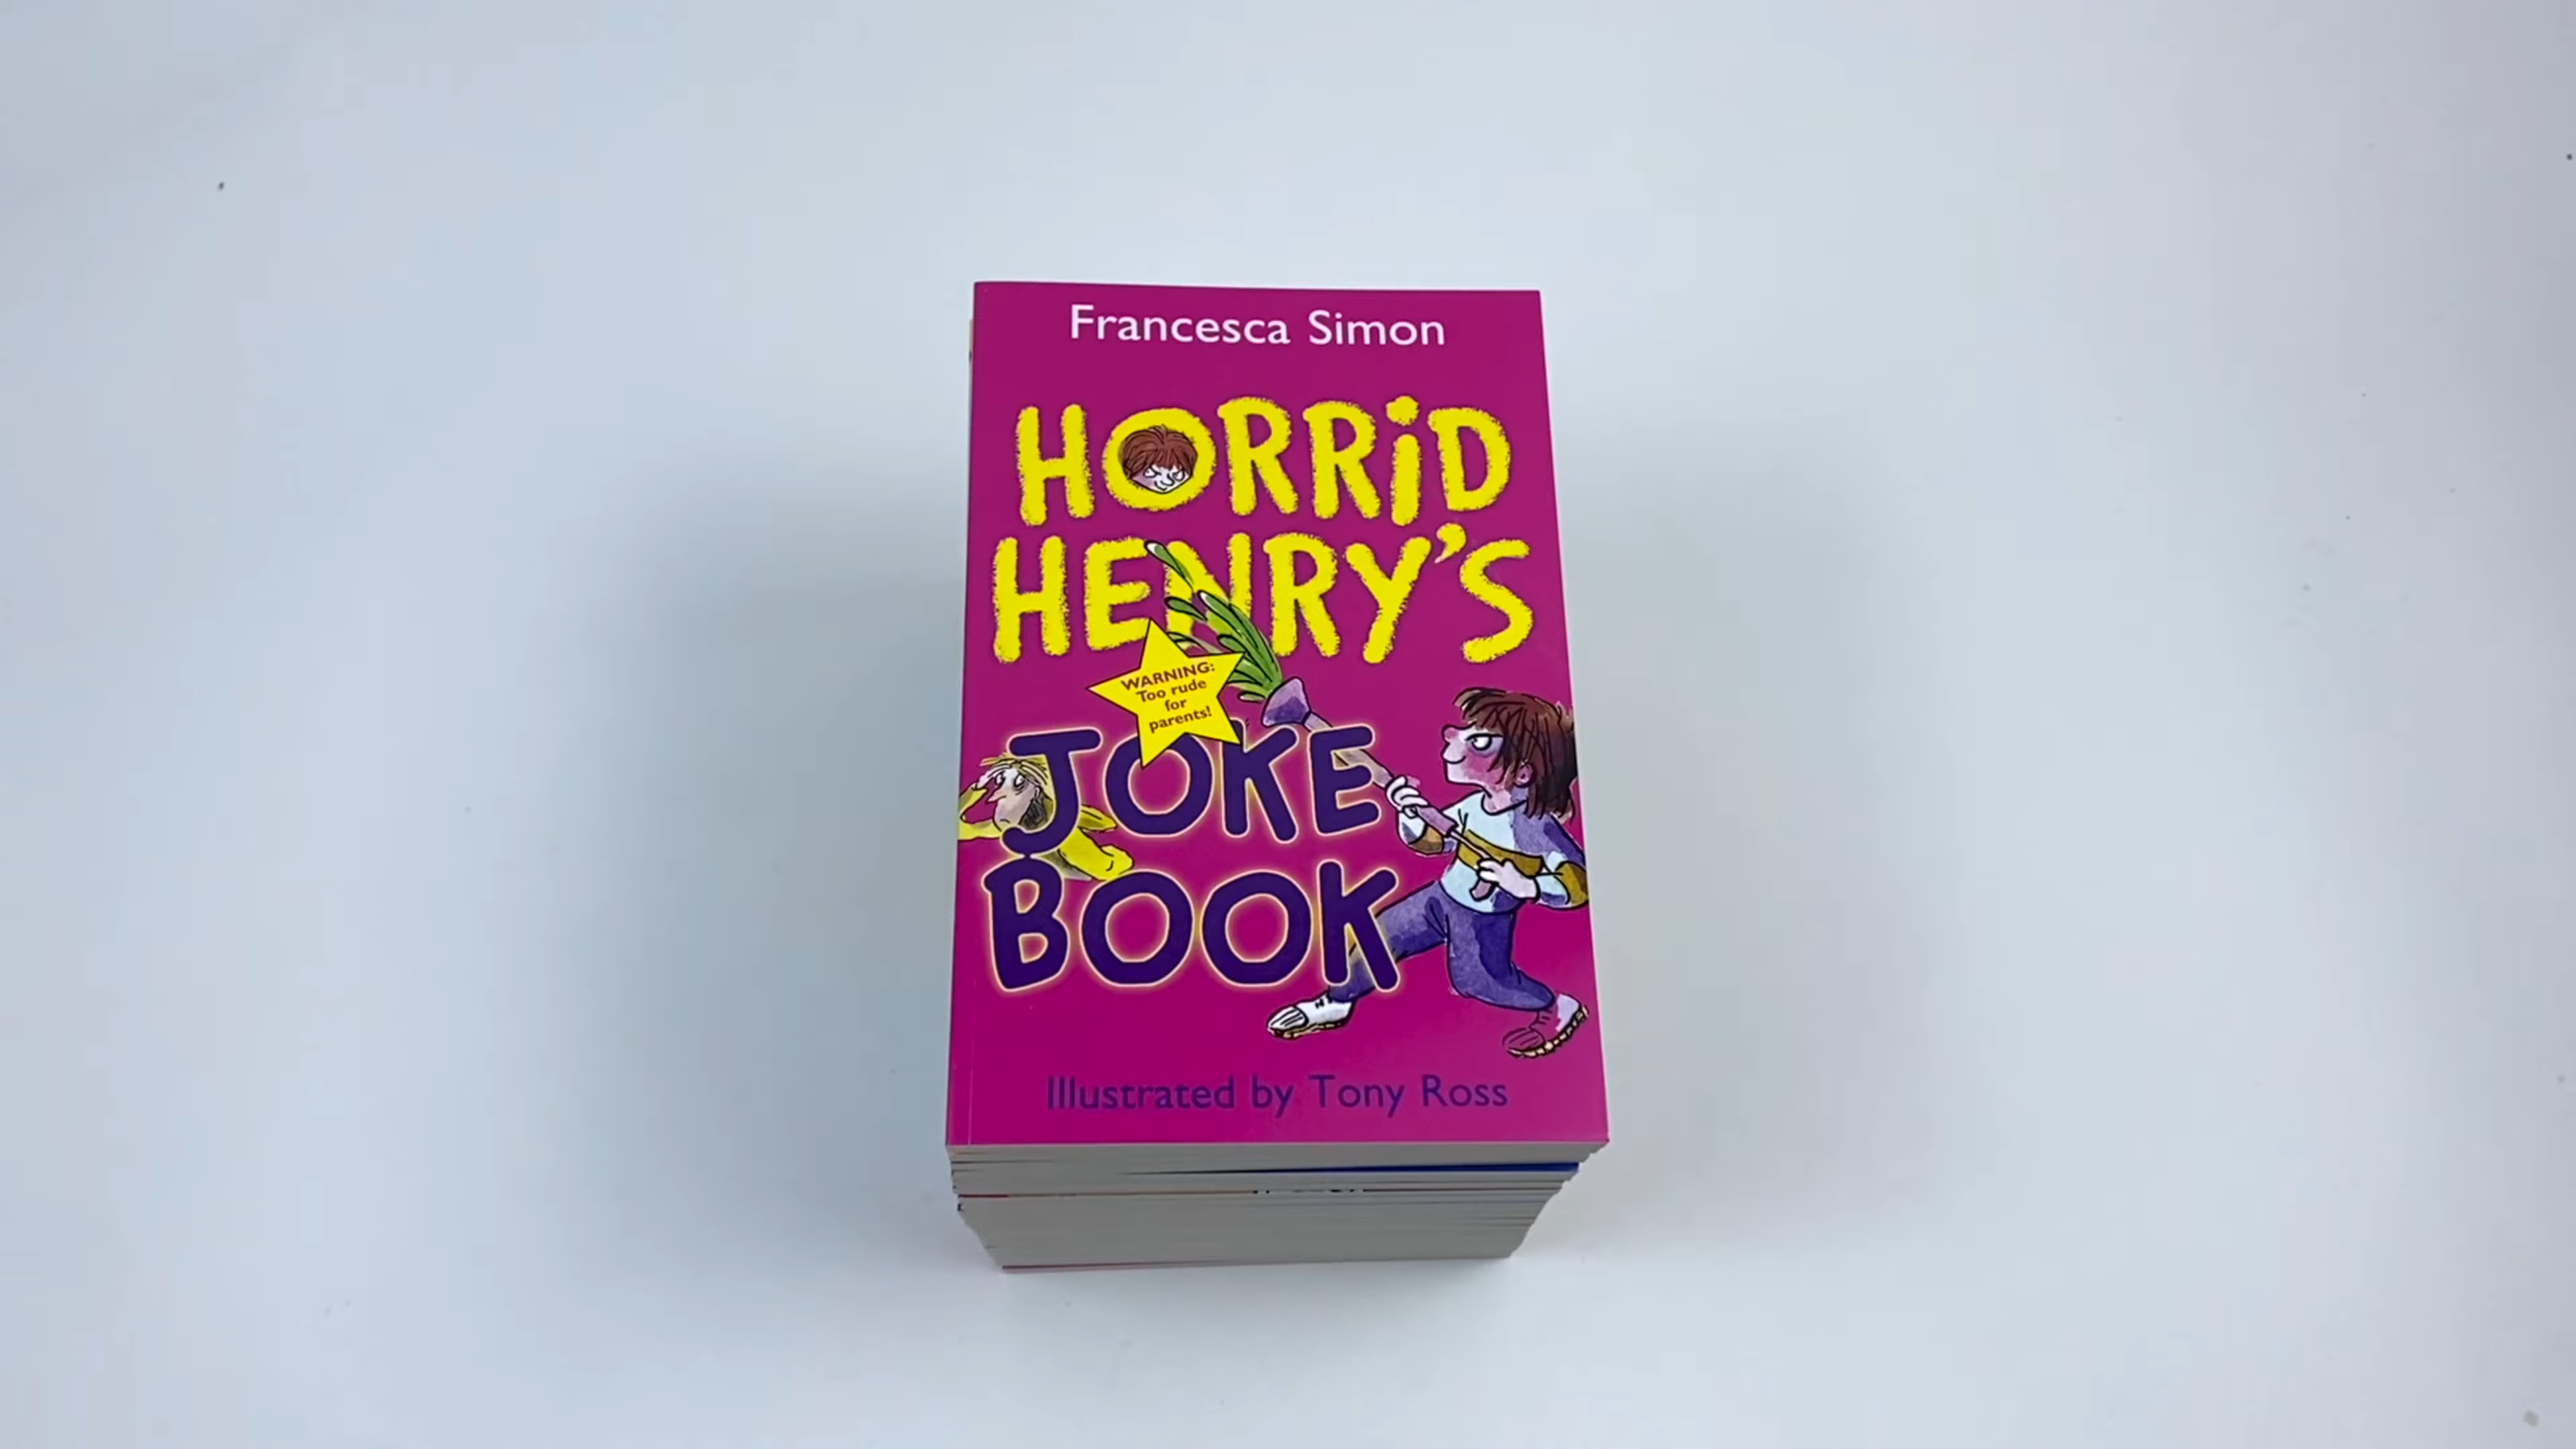 Francesca Simon
HORRiD
HENRY'S
WARNING:
Too rude
for
parents!
JOKE
BOOK
Illustrated by Tony Ross